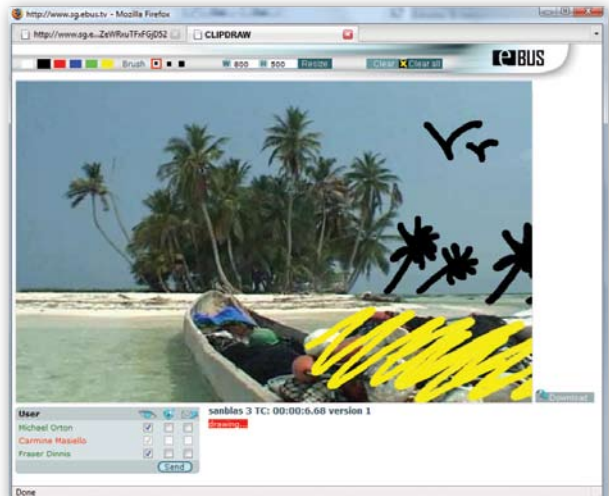 http://www.sg.ebus.tv - Mozilla Firefox
http://www.sg.e...ZeWRxuTFxFGjD52
CLIPDRAW
Brush W 800 H 500 Resize Clear Clear all eBUS
Download
User
sanblas 3 TC: 00:00:6.68 version 1
Michael Orton
drawing...
Carmine Masiello
Fraser Dinnis
Send
Done